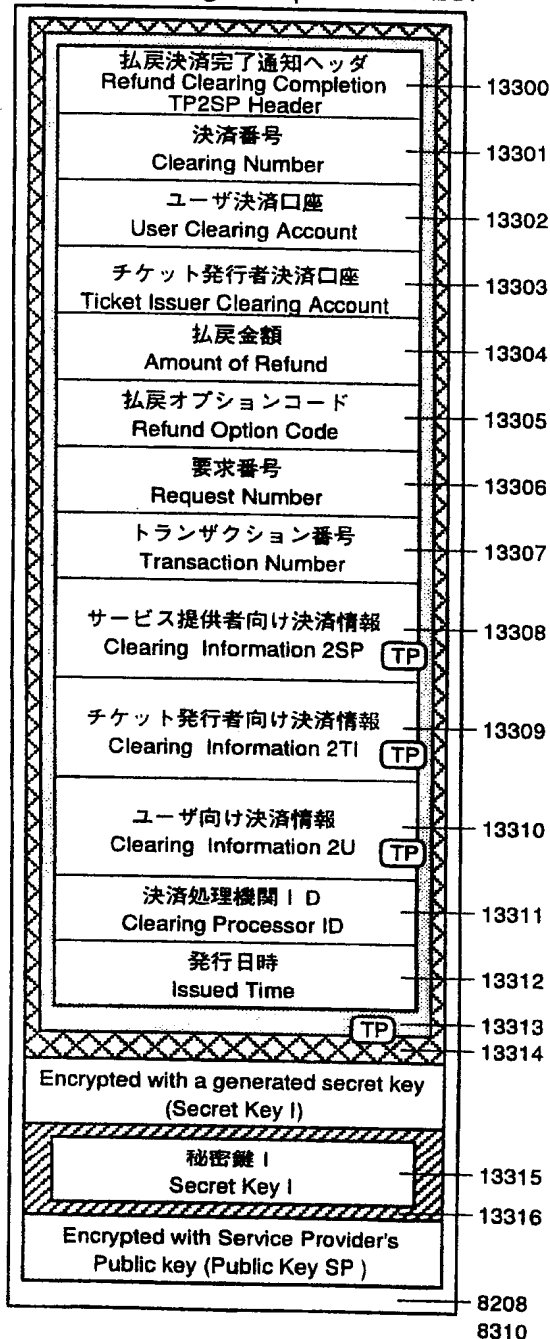 払戻決済完了通知ヘッダ
Refund Clearing Completion
TP2SP Header
13300
決済番号
Clearing Number
13301
ユーザ決済口座
User Clearing Account
13302
チケット発行者決済口座
Ticket Issuer Clearing Account
13303
払戻金額
Amount of Refund
13304
払戻オプションコード
Refund Option Code
13305
要求番号
Request Number
13306
トランザクション番号
Transaction Number
13307
サービス提供者向け決済情報
Clearing Information 2SP
TP
13308
チケット発行者向け決済情報
Clearing Information 2TI
TP
13309
ユーザ向け決済情報
Clearing Information 2U
TP
13310
決済処理機関ID
Clearing Processor ID
13311
発行日時
Issued Time
13312
TP
13313
13314
Encrypted with a generated secret key
(Secret Key I)
秘密鍵 I
Secret Key I
13315
13316
Encrypted with Service Provider's
Public key (Public Key SP )
8208
8310